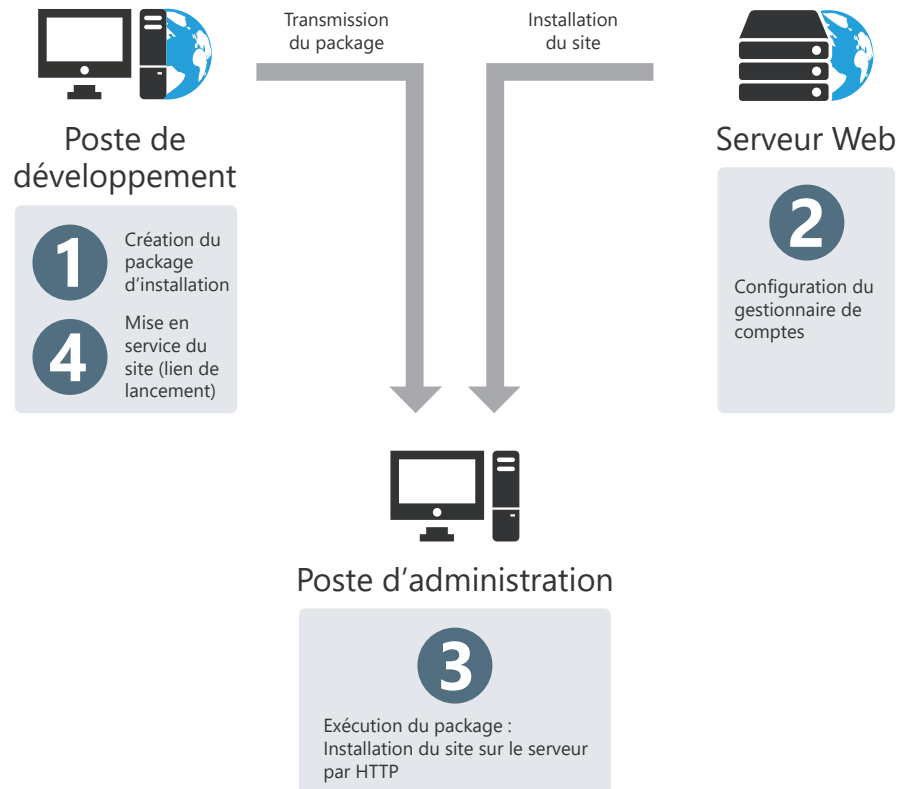 Transmission
du package
Installation
du site
Poste de
développement
Serveur Web
1
Création du
package
d’installation
4
Mise en
service du
site (lien de
lancement)
2
Configuration du
gestionnaire de
comptes
Poste d’administration
3
Exécution du package :
Installation du site sur le serveur
par HTTP